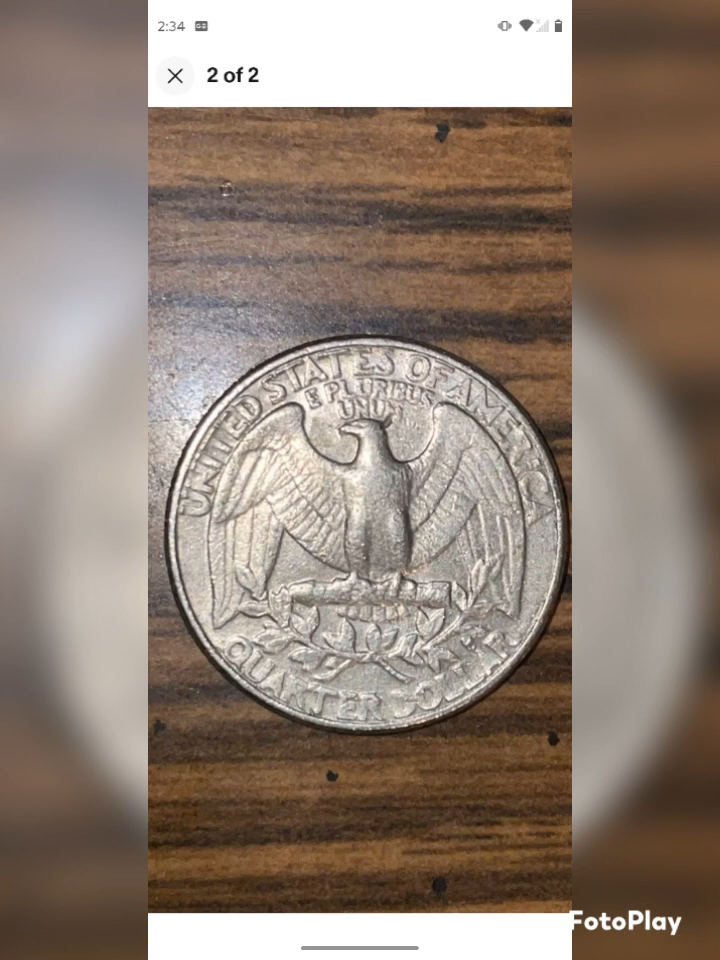 2:34
2 of 2
UNITED STATES OF AMERICA
E PLURIBUS
UNUM
QUARTER DOLLAR
FotoPlay